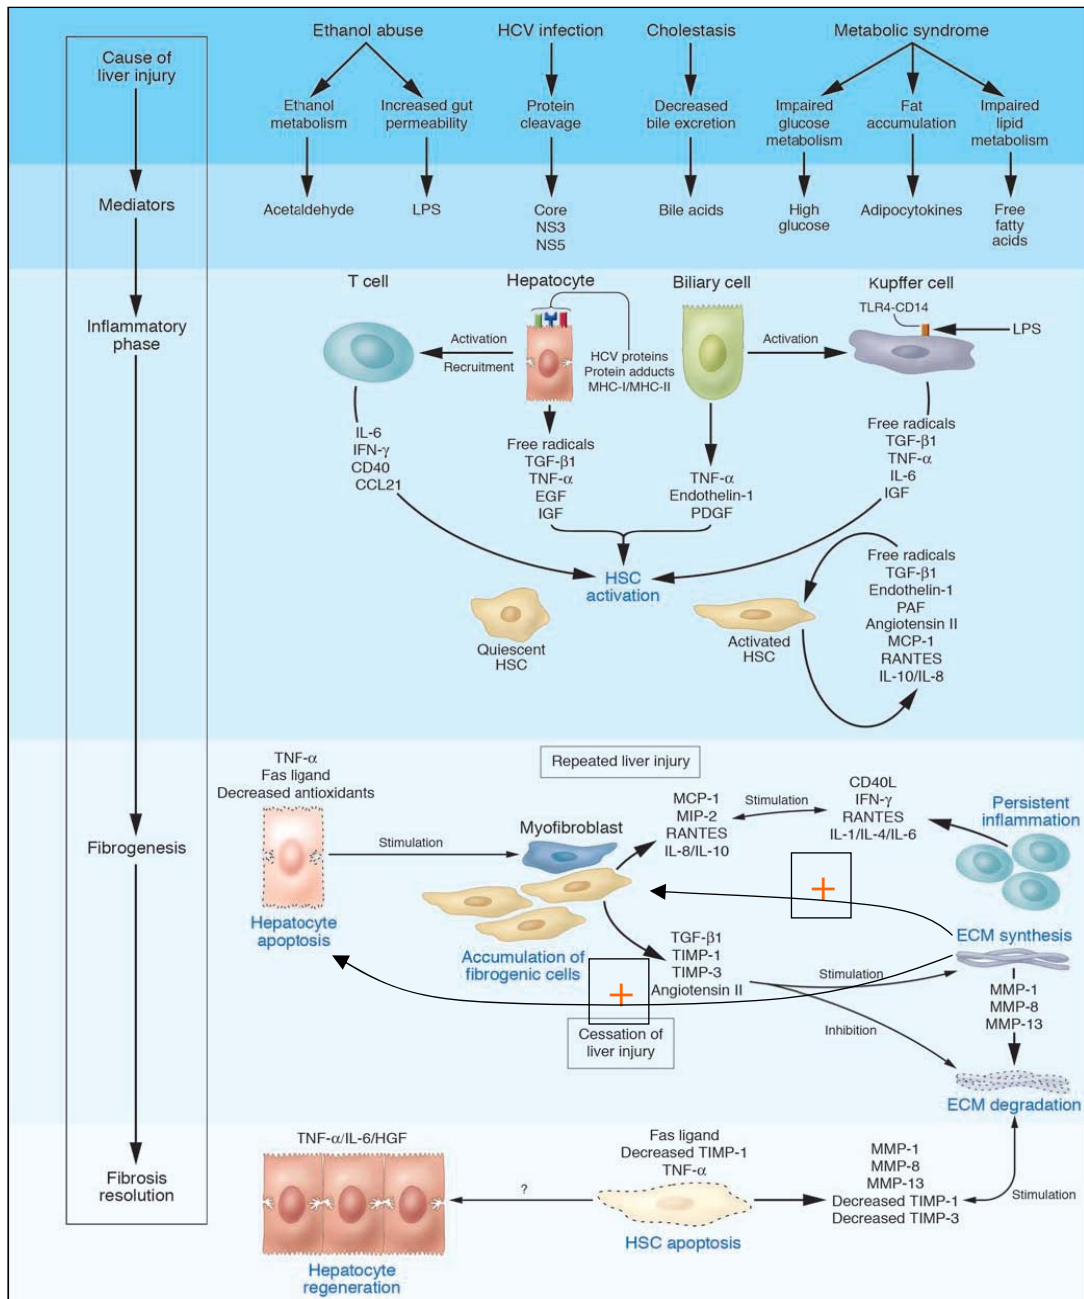 Cause of
liver injury
Mediators
Inflammatory
phase
Fibrogenesis
Fibrosis
resolution
Ethanol abuse
HCV infection
Cholestasis
Metabolic syndrome
Ethanol
metabolism
Increased gut
permeability
Protein
cleavage
Decreased
bile excretion
Impaired
glucose
metabolism
Fat
accumulation
Impaired
lipid
metabolism
Acetaldehyde
LPS
Core
NS3
NS5
Bile acids
High
glucose
Adipocytokines
Free
fatty
acids
T cell
Hepatocyte
Biliary cell
Kupffer cell
TLR4-CD14
LPS
Activation
Recruitment
HCV proteins
Protein adducts
MHC-I/MHC-II
Activation
IL-6
IFN-γ
CD40
CCL21
Free radicals
TGF-β1
TNF-α
EGF
IGF
TNF-α
Endothelin-1
PDGF
Free radicals
TGF-β1
TNF-α
IL-6
IGF
HSC
activation
Quiescent
HSC
Activated
HSC
Free radicals
TGF-β1
Endothelin-1
PAF
Angiotensin II
MCP-1
RANTES
IL-10/IL-8
TNF-α
Fas ligand
Decreased antioxidants
Repeated liver injury
Stimulation
Myofibroblast
MCP-1
MIP-2
RANTES
IL-8/IL-10
Stimulation
CD40L
IFN-γ
RANTES
IL-1/IL-4/IL-6
Persistent
inflammation
+
Hepatocyte
apoptosis
Accumulation of
fibrogenic cells
TGF-β1
TIMP-1
TIMP-3
Angiotensin II
+
Stimulation
Inhibition
ECM synthesis
MMP-1
MMP-8
MMP-13
Cessation of
liver injury
ECM degradation
TNF-α/IL-6/HGF
?
Fas ligand
Decreased TIMP-1
TNF-α
MMP-1
MMP-8
MMP-13
Decreased TIMP-1
Decreased TIMP-3
Stimulation
HSC apoptosis
Hepatocyte
regeneration